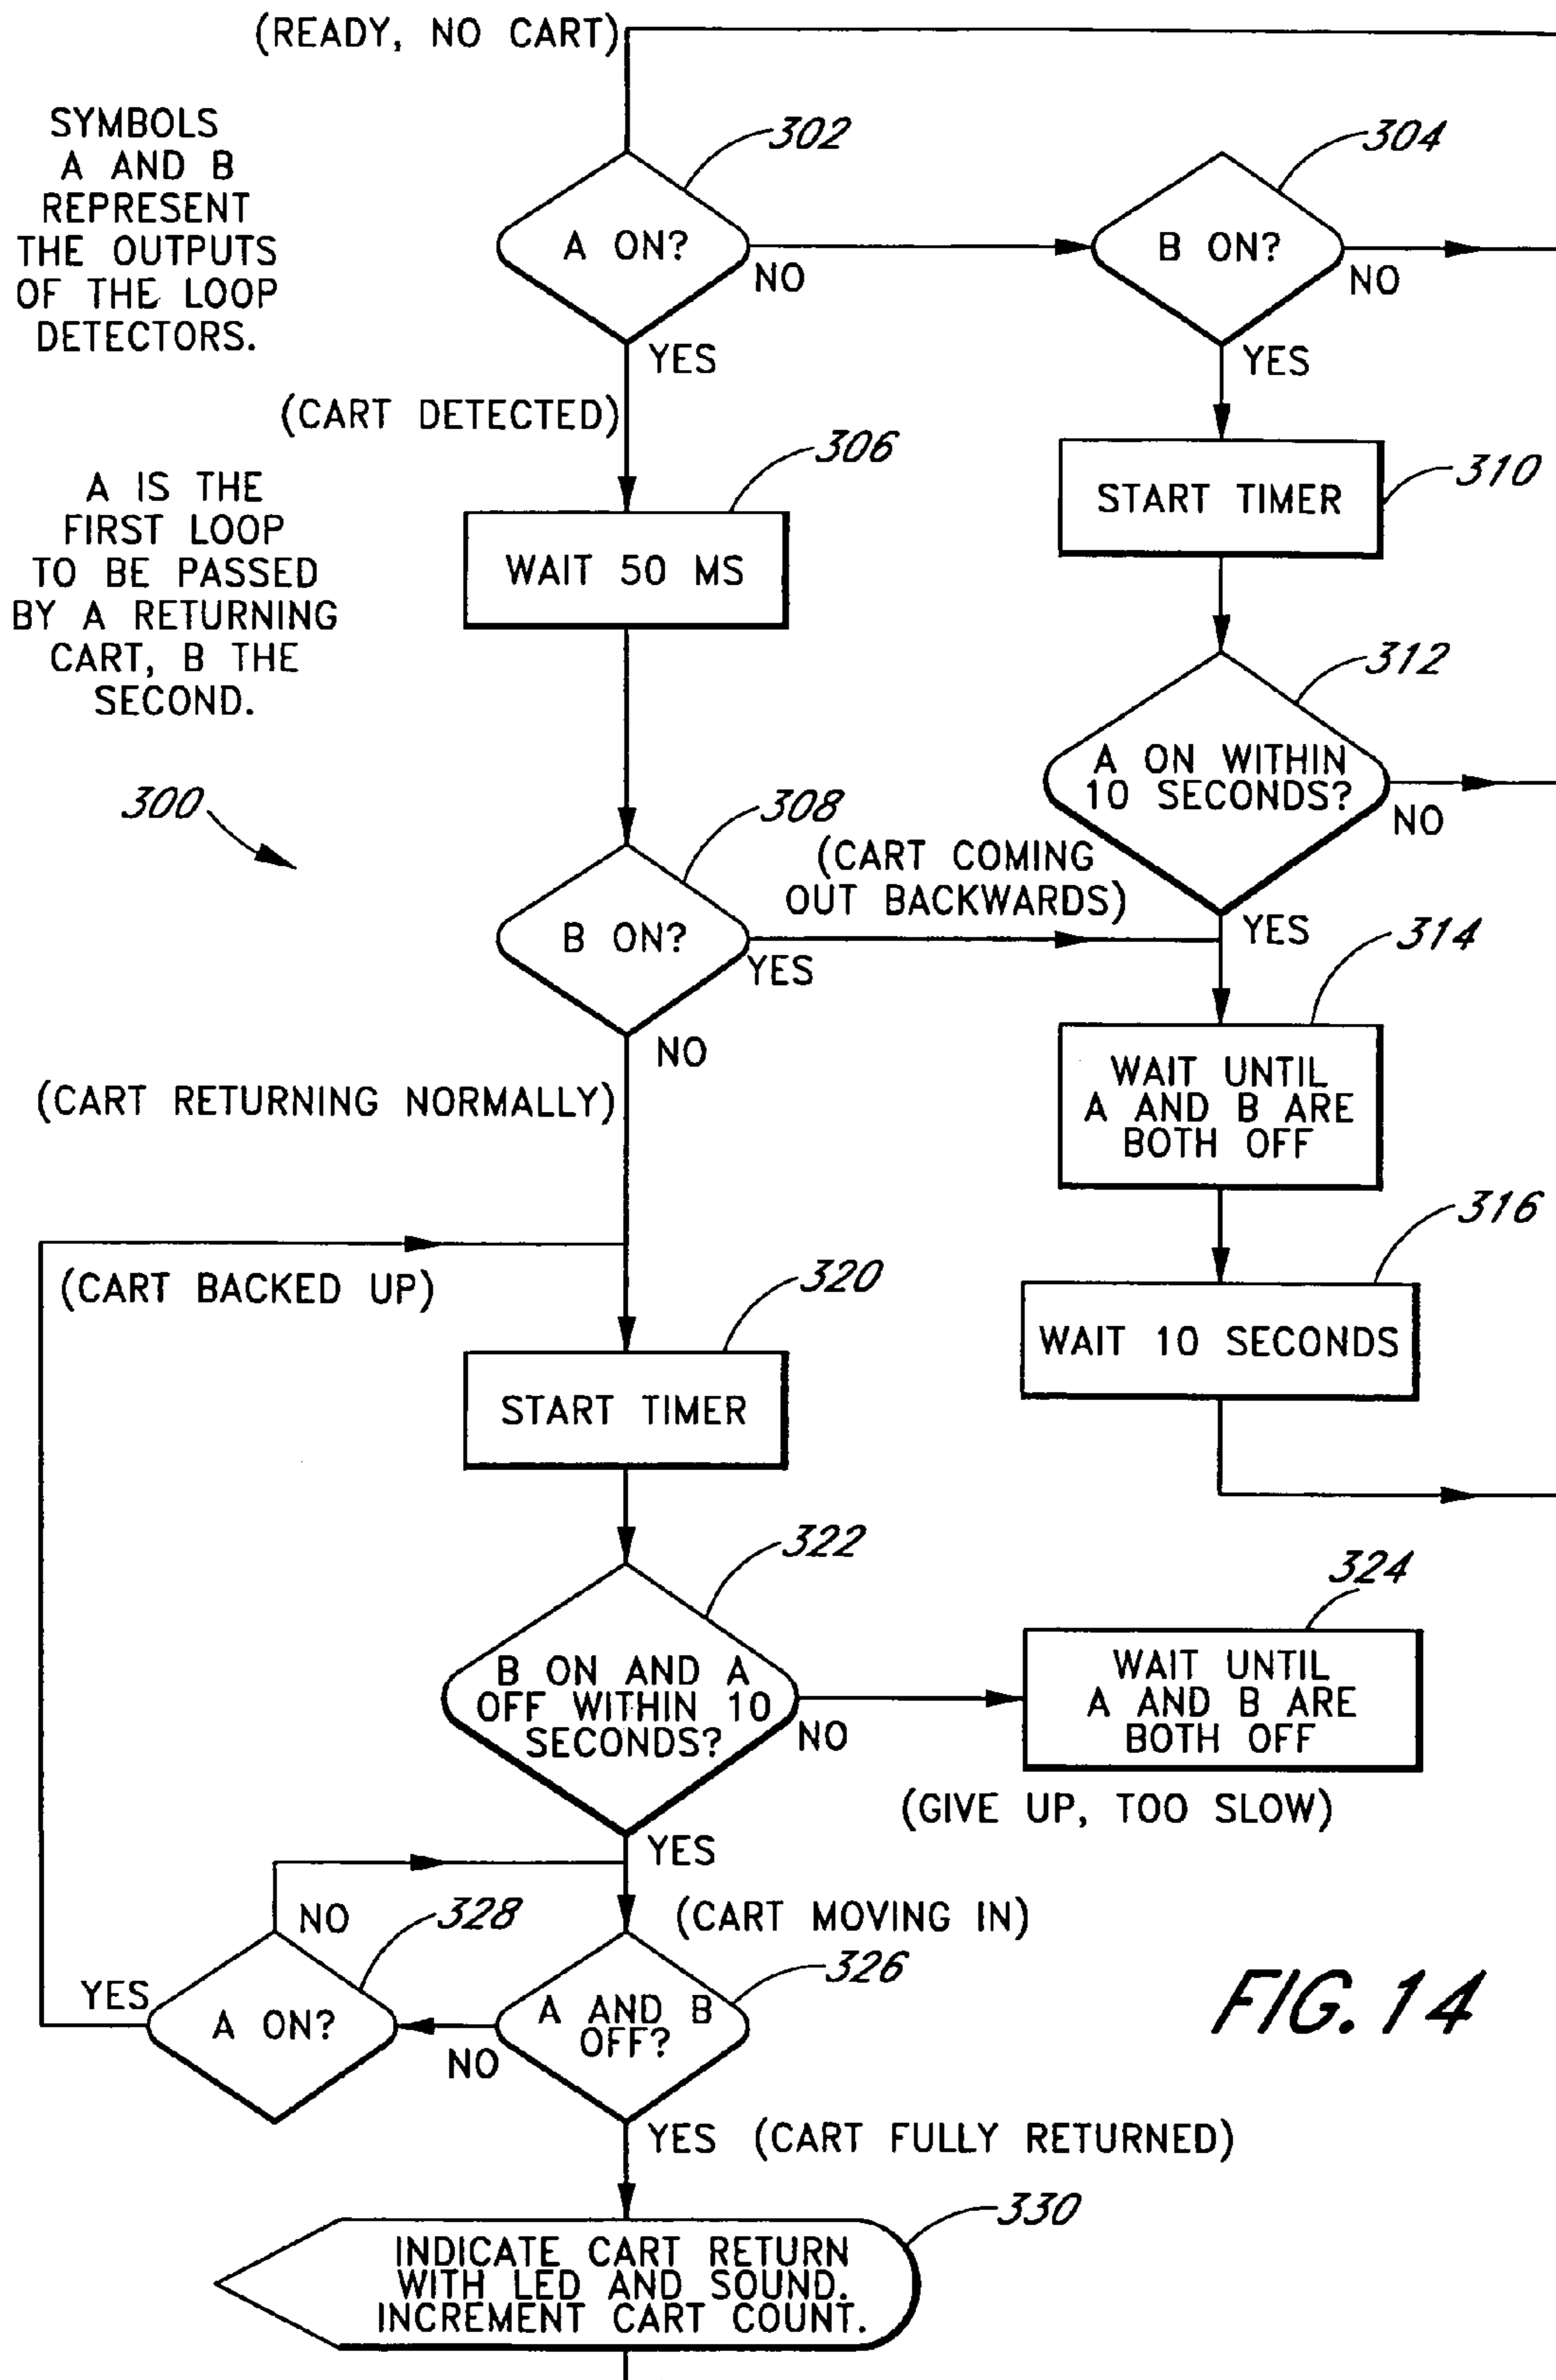 (READY, NO CART)
SYMBOLS
A AND B
REPRESENT
THE OUTPUTS
OF THE LOOP
DETECTORS.
302
304
A ON?
NO
B ON?
NO
YES
YES
(CART DETECTED)
306
310
A IS THE
FIRST LOOP
TO BE PASSED
BY A RETURNING
CART, B THE
SECOND.
START TIMER
WAIT 50 MS
312
A ON WITHIN
10 SECONDS?
NO
300
308
(CART COMING
OUT BACKWARDS)
B ON?
YES
YES
314
NO
(CART RETURNING NORMALLY)
WAIT UNTIL
A AND B ARE
BOTH OFF
316
(CART BACKED UP)
320
WAIT 10 SECONDS
START TIMER
322
324
B ON AND A
OFF WITHIN 10
SECONDS?
NO
WAIT UNTIL
A AND B ARE
BOTH OFF
(GIVE UP, TOO SLOW)
YES
NO
328
(CART MOVING IN)
326
YES
A ON?
NO
A AND B
OFF?
FIG. 14
YES (CART FULLY RETURNED)
330
INDICATE CART RETURN
WITH LED AND SOUND.
INCREMENT CART COUNT.